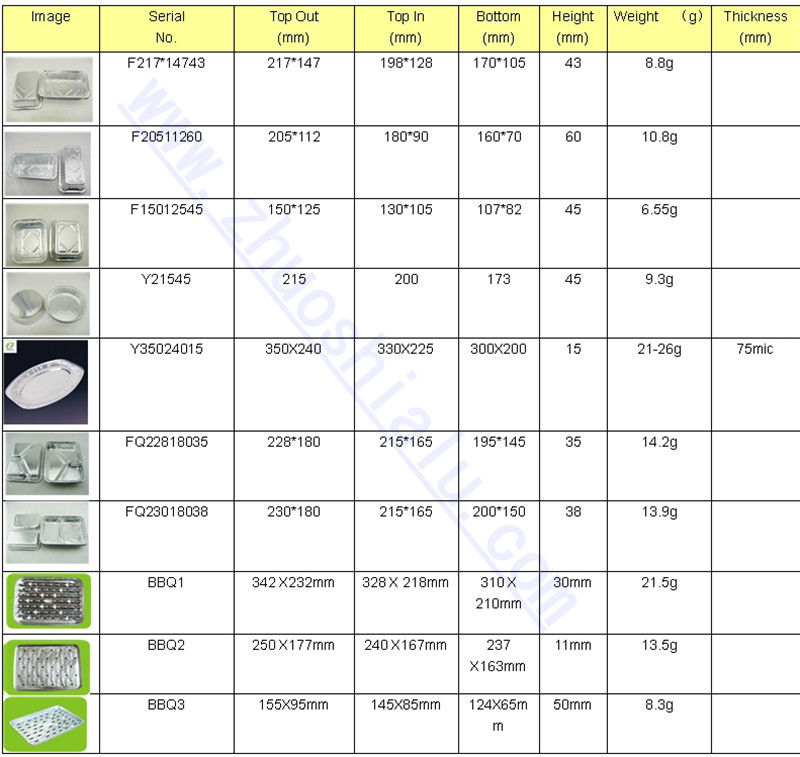 Image Serial No. Top Out (mm) Top In (mm) Bottom (mm) Height (mm) Weight （g） Thickness (mm)
F217*14743 217*147 198*128 170*105 43 8.8g
F20511260 205*112 180*90 160*70 60 10.8g
F15012545 150*125 130*105 107*82 45 6.55g
Y21545 215 200 173 45 9.3g
Y35024015 350X240 330X225 300X200 15 21-26g 75mic
FQ22818035 228*180 215*165 195*145 35 14.2g
FQ23018038 230*180 215*165 200*150 38 13.9g
BBQ1 342 X232mm 328 X 218mm 310 X 210mm 30mm 21.5g
BBQ2 250 X177mm 240 X167mm 237 X163mm 11mm 13.5g
BBQ3 155X95mm 145X85mm 124X65mm 50mm 8.3g
www.zhuoshialu.com